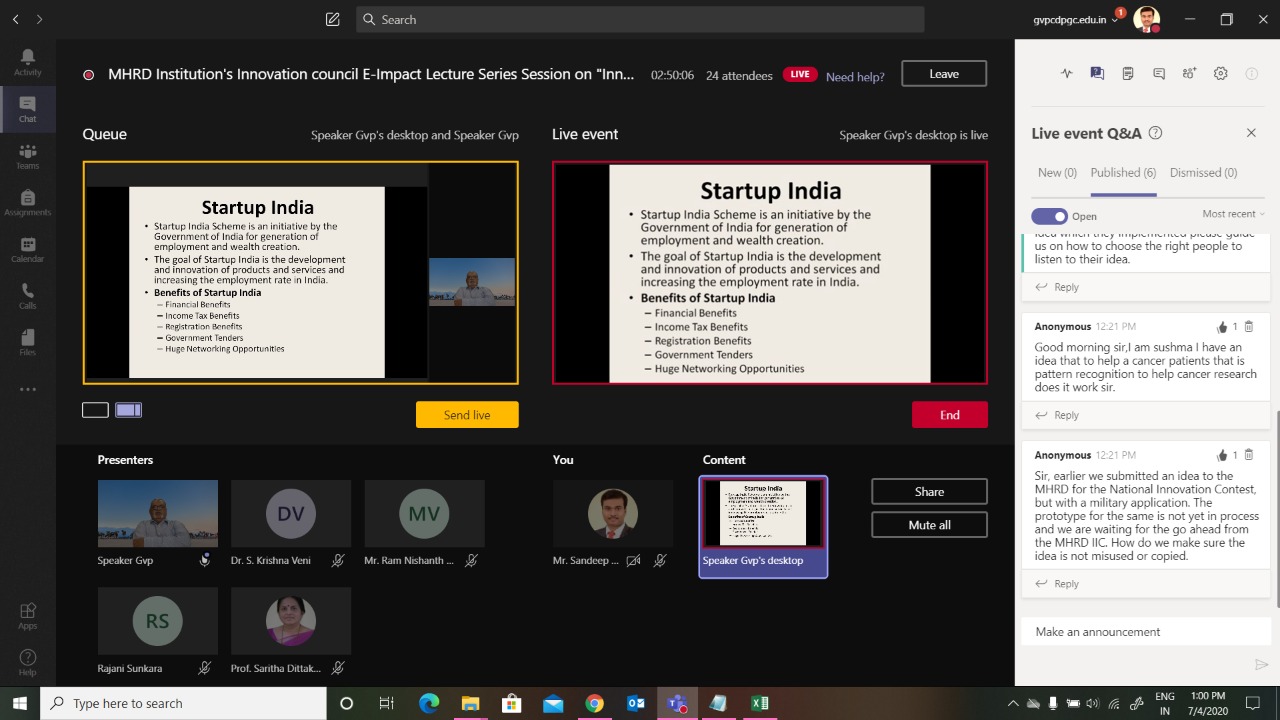 Search
gvpcdpgc.edu.in
1
Activity
Chat
Teams
Assignments
Calendar
Calls
Files
Apps
Help
MHRD Institution's Innovation council E-Impact Lecture Series Session on "Inn...
02:50:06
24 attendees
LIVE
Need help?
Leave
Queue
Speaker Gvp's desktop and Speaker Gvp
Startup India
• Startup India Scheme is an initiative by the
Government of India for generation of
employment and wealth creation.
• The goal of Startup India is the development
and innovation of products and services and
increasing the employment rate in India.
• Benefits of Startup India
– Financial Benefits
– Income Tax Benefits
– Registration Benefits
– Government Tenders
– Huge Networking Opportunities
Send live
Live event
Speaker Gvp's desktop is live
Startup India
• Startup India Scheme is an initiative by the
Government of India for generation of
employment and wealth creation.
• The goal of Startup India is the development
and innovation of products and services and
increasing the employment rate in India.
• Benefits of Startup India
– Financial Benefits
– Income Tax Benefits
– Registration Benefits
– Government Tenders
– Huge Networking Opportunities
End
Presenters
Speaker Gvp
DV
Dr. S. Krishna Veni
MV
Mr. Ram Nishanth ...
RS
Rajani Sunkara
Prof. Saritha Dittak...
You
Mr. Sandeep ...
Content
Startup India
Speaker Gvp's desktop
Share
Mute all
Live event Q&A
New (0)
Published (6)
Dismissed (0)
Open
Most recent
idea which they implemented please guide
us on how to choose the right people to
listen to their idea.
Reply
Anonymous 12:21 PM
1
Good morning sir,I am sushma I have an
idea that to help a cancer patients that is
pattern recognition to help cancer research
does it work sir.
Reply
Anonymous 12:21 PM
1
Sir, earlier we submitted an idea to the
MHRD for the National Innovation Contest,
but with a military application. The
prototype for the same is not yet in process
and we are waiting for the go ahead from
the MHRD IIC. How do we make sure the
idea is not misused or copied.
Reply
Make an announcement
Type here to search
ENG
IN
1:00 PM
7/4/2020